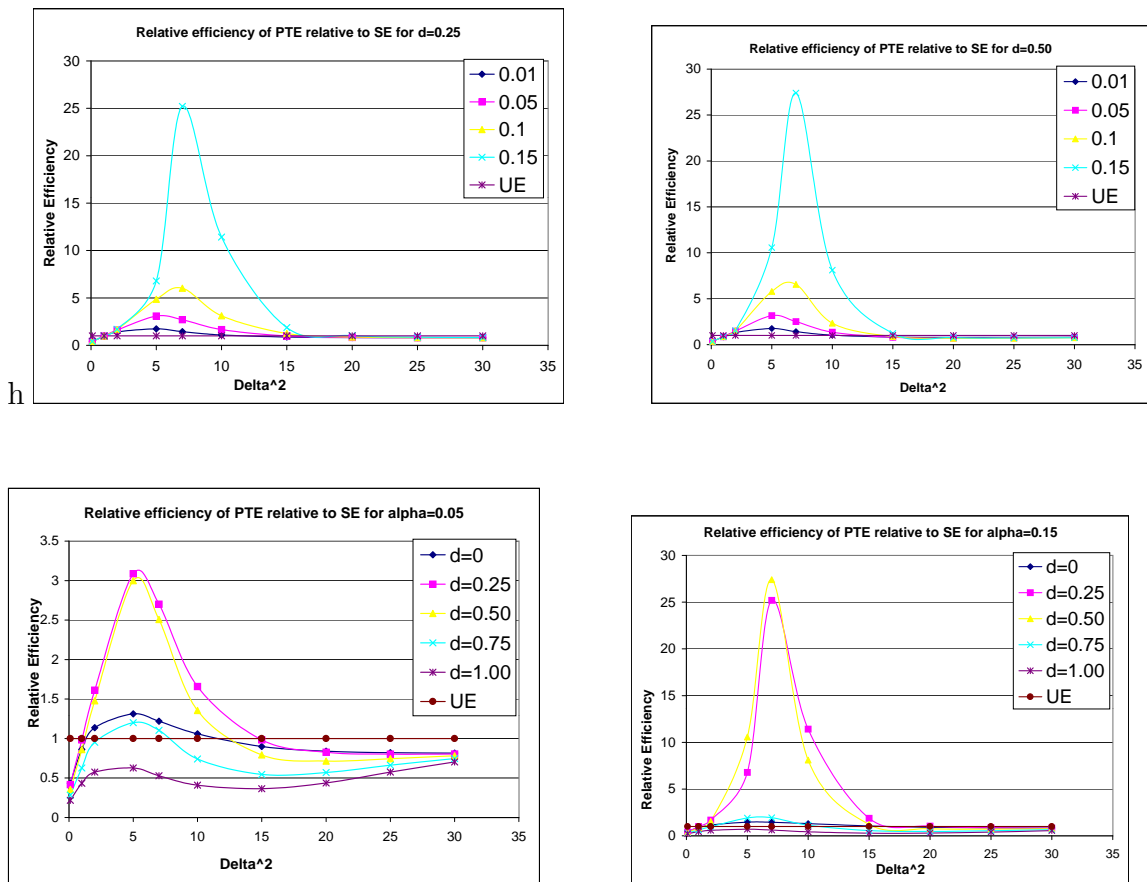 Relative efficiency of PTE relative to SE for d=0.25
30
25
20
15
10
5
0
Relative Efficiency
0 5 10 15 20 25 30 35
Delta^2
0.01
0.05
0.1
0.15
UE
h
Relative efficiency of PTE relative to SE for d=0.50
30
25
20
15
10
5
0
Relative Efficiency
0 5 10 15 20 25 30 35
Delta^2
0.01
0.05
0.1
0.15
UE
Relative efficiency of PTE relative to SE for alpha=0.05
3.5
3
2.5
2
1.5
1
0.5
0
Relative Efficiency
0 5 10 15 20 25 30 35
Delta^2
d=0
d=0.25
d=0.50
d=0.75
d=1.00
UE
Relative efficiency of PTE relative to SE for alpha=0.15
30
25
20
15
10
5
0
Relative Efficiency
0 5 10 15 20 25 30 35
Delta^2
d=0
d=0.25
d=0.50
d=0.75
d=1.00
UE